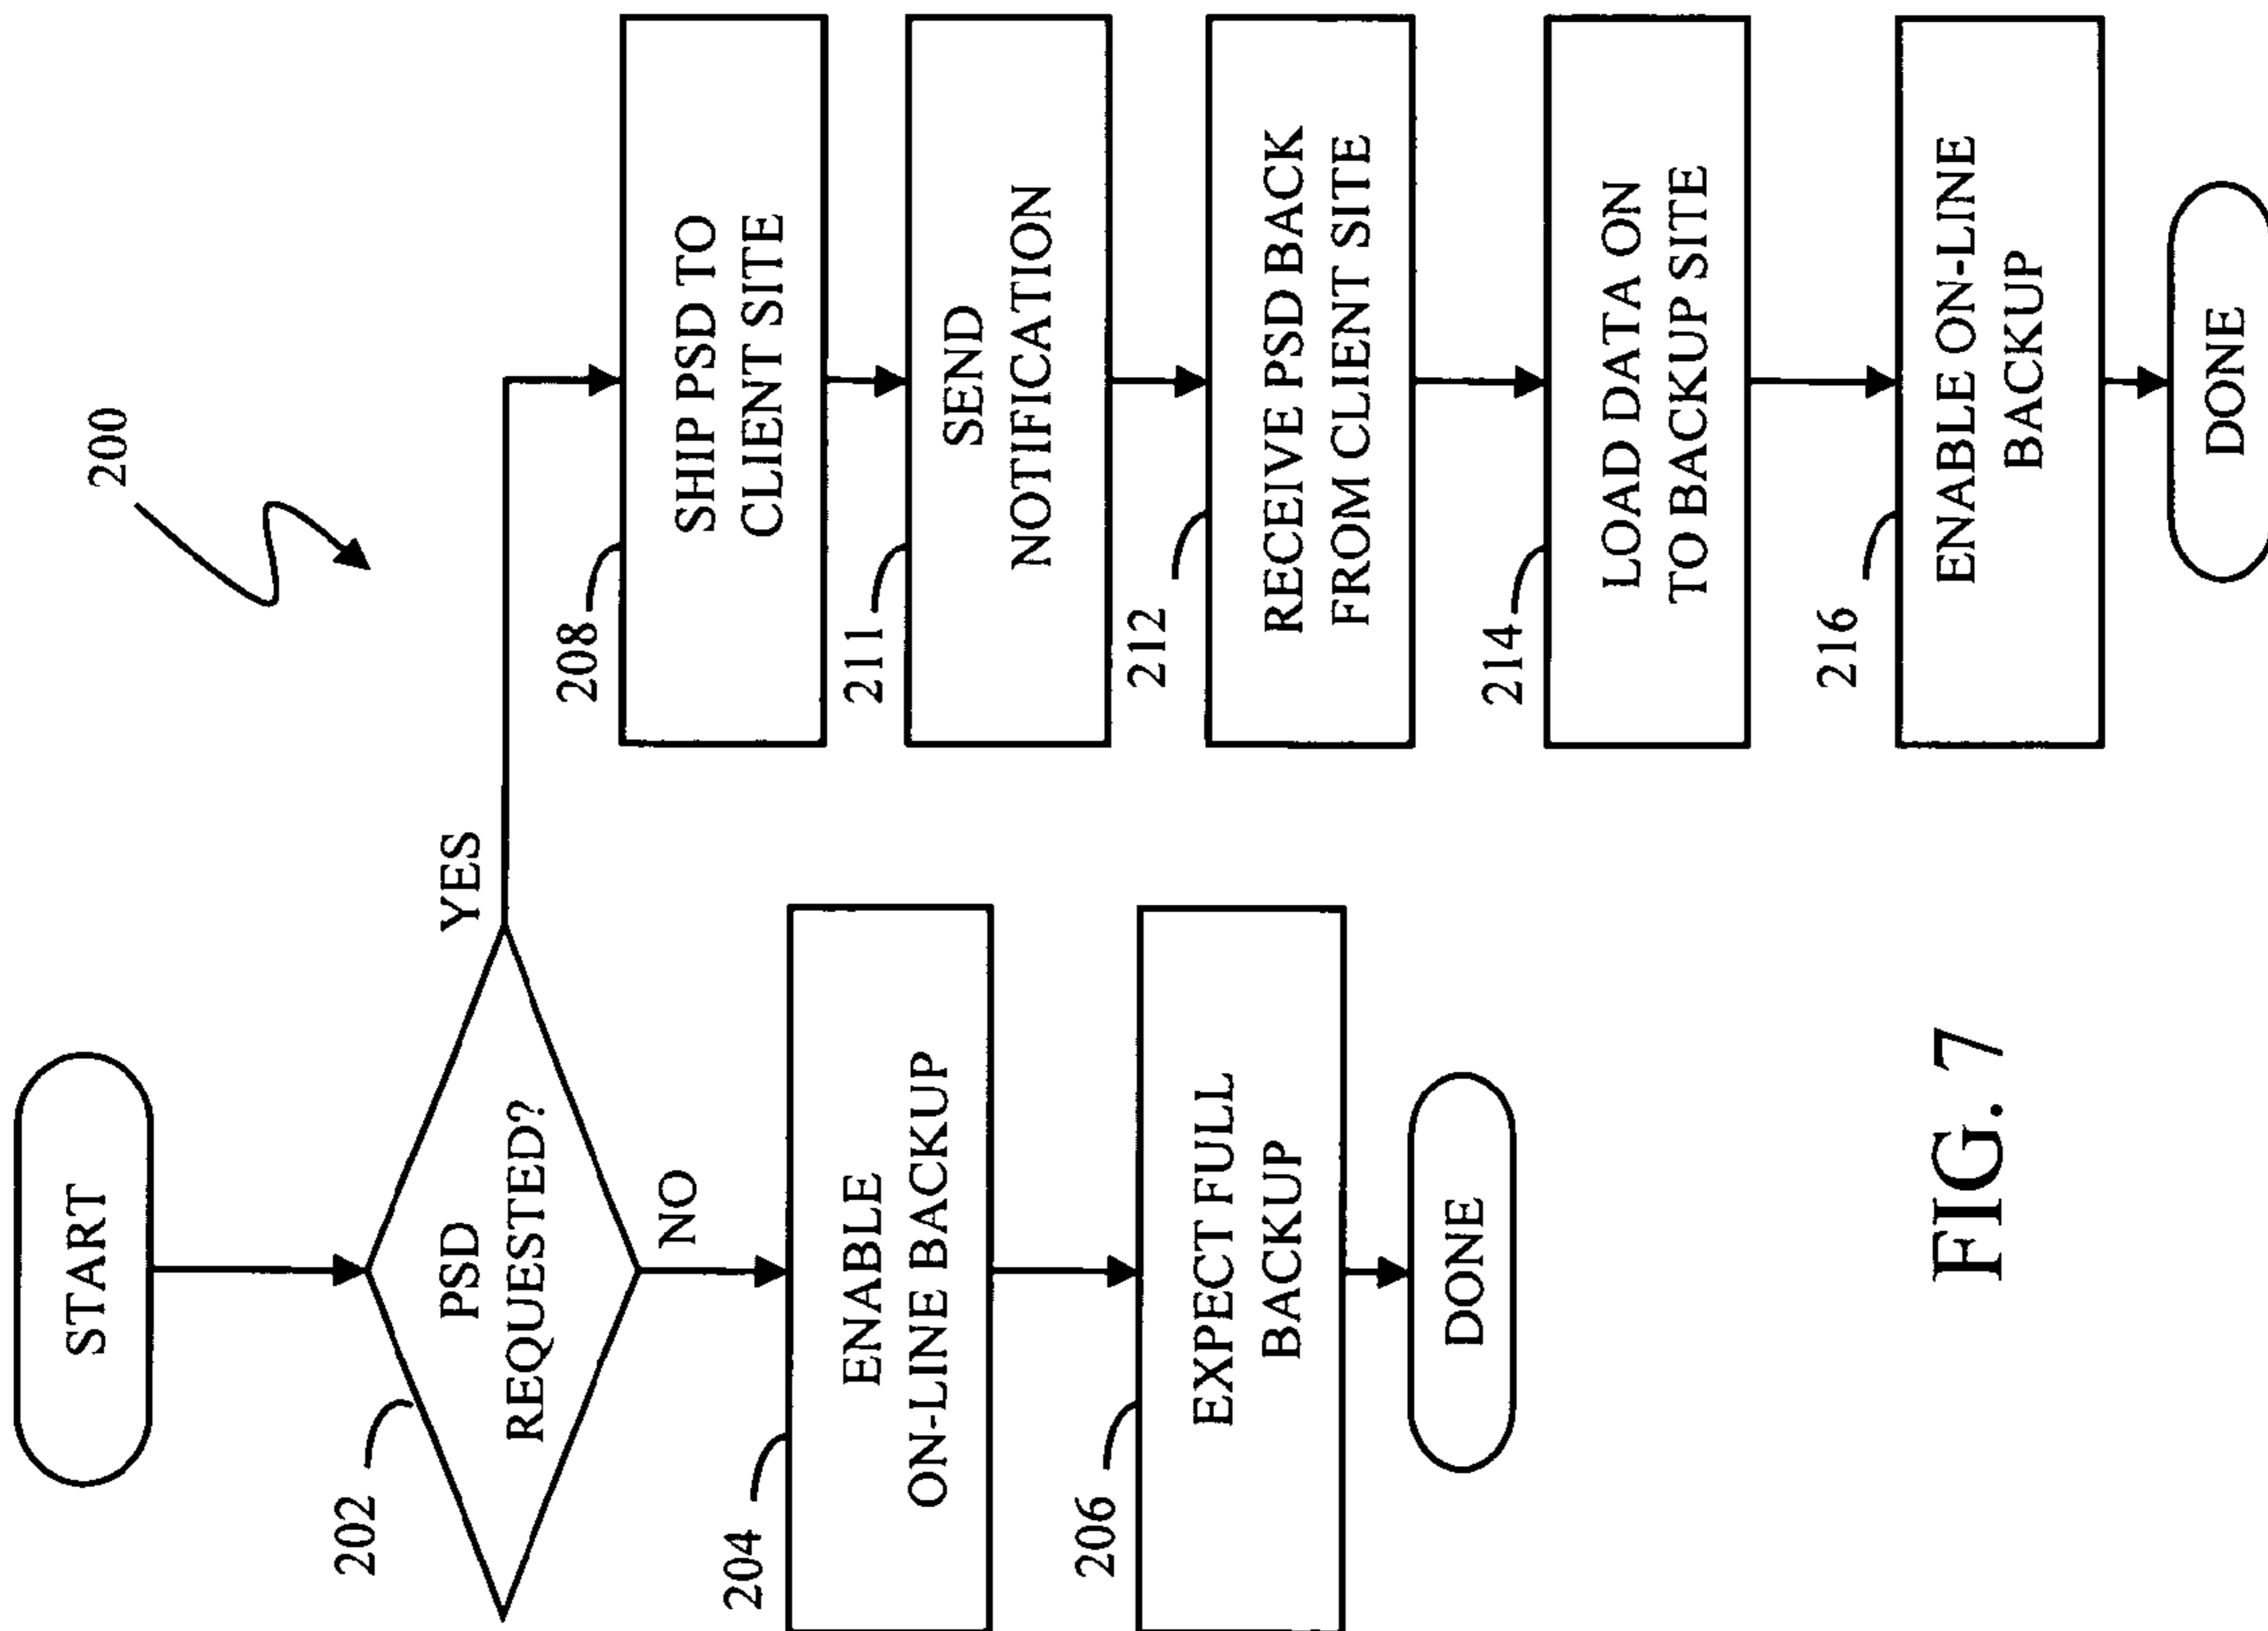 200
START
202
PSD
REQUESTED?
YES
NO
204
ENABLE
ON-LINE BACKUP
206
EXPECT FULL
BACKUP
DONE
208
SHIP PSD TO
CLIENT SITE
211
SEND
NOTIFICATION
212
RECEIVE PSD BACK
FROM CLIENT SITE
214
LOAD DATA ON
TO BACKUP SITE
216
ENABLE ON-LINE
BACKUP
DONE
FIG. 7